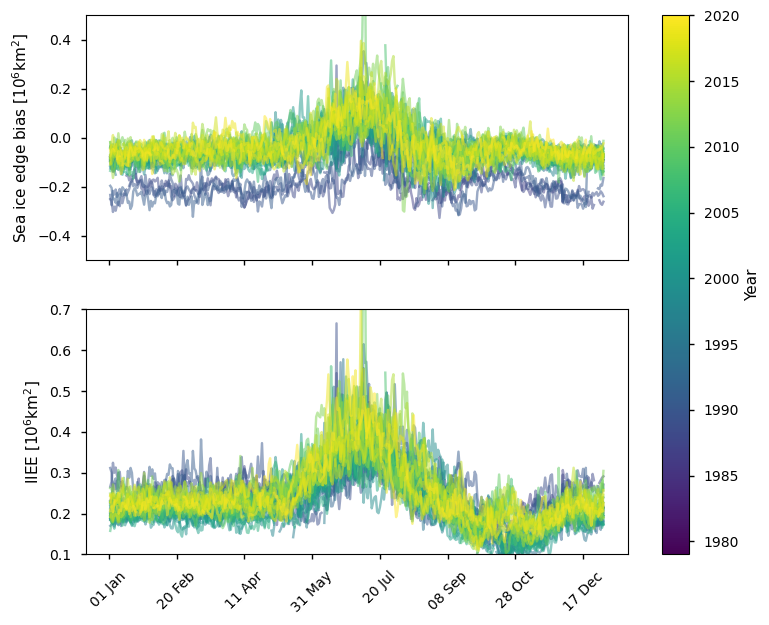 Sea ice edge bias [10⁶km²]
0.4
0.2
0.0
−0.2
−0.4
IIEE [10⁶km²]
0.7
0.6
0.5
0.4
0.3
0.2
0.1
01 Jan
20 Feb
11 Apr
31 May
20 Jul
08 Sep
28 Oct
17 Dec
2020
2015
2010
2005
2000
1995
1990
1985
1980
Year